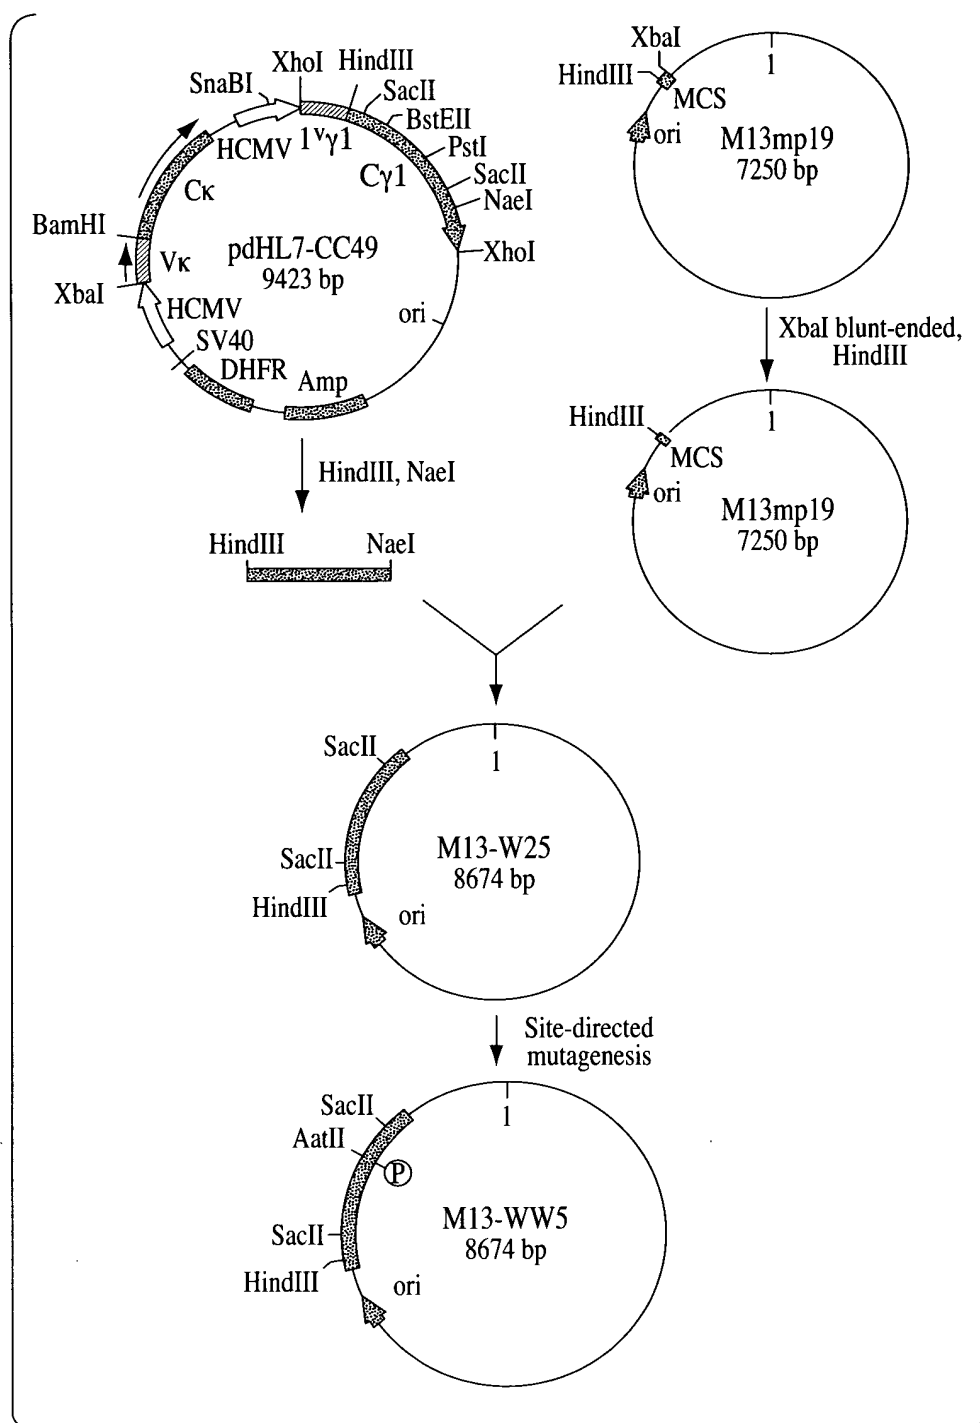 XhoI
HindIII
SnaBI
SacII
BstEII
HCMV
1ᵛγ1
PstI
Cκ
Cγ1
SacII
NaeI
BamHI
Vκ
pdHL7-CC49
9423 bp
XhoI
XbaI
HCMV
ori
SV40
DHFR
Amp
HindIII, NaeI
HindIII
NaeI
XbaI
HindIII
MCS
1
ori
M13mp19
7250 bp
XbaI blunt-ended,
HindIII
HindIII
MCS
1
ori
M13mp19
7250 bp
SacII
1
M13-W25
8674 bp
SacII
HindIII
ori
Site-directed
mutagenesis
SacII
1
AatII
P
M13-WW5
8674 bp
SacII
HindIII
ori